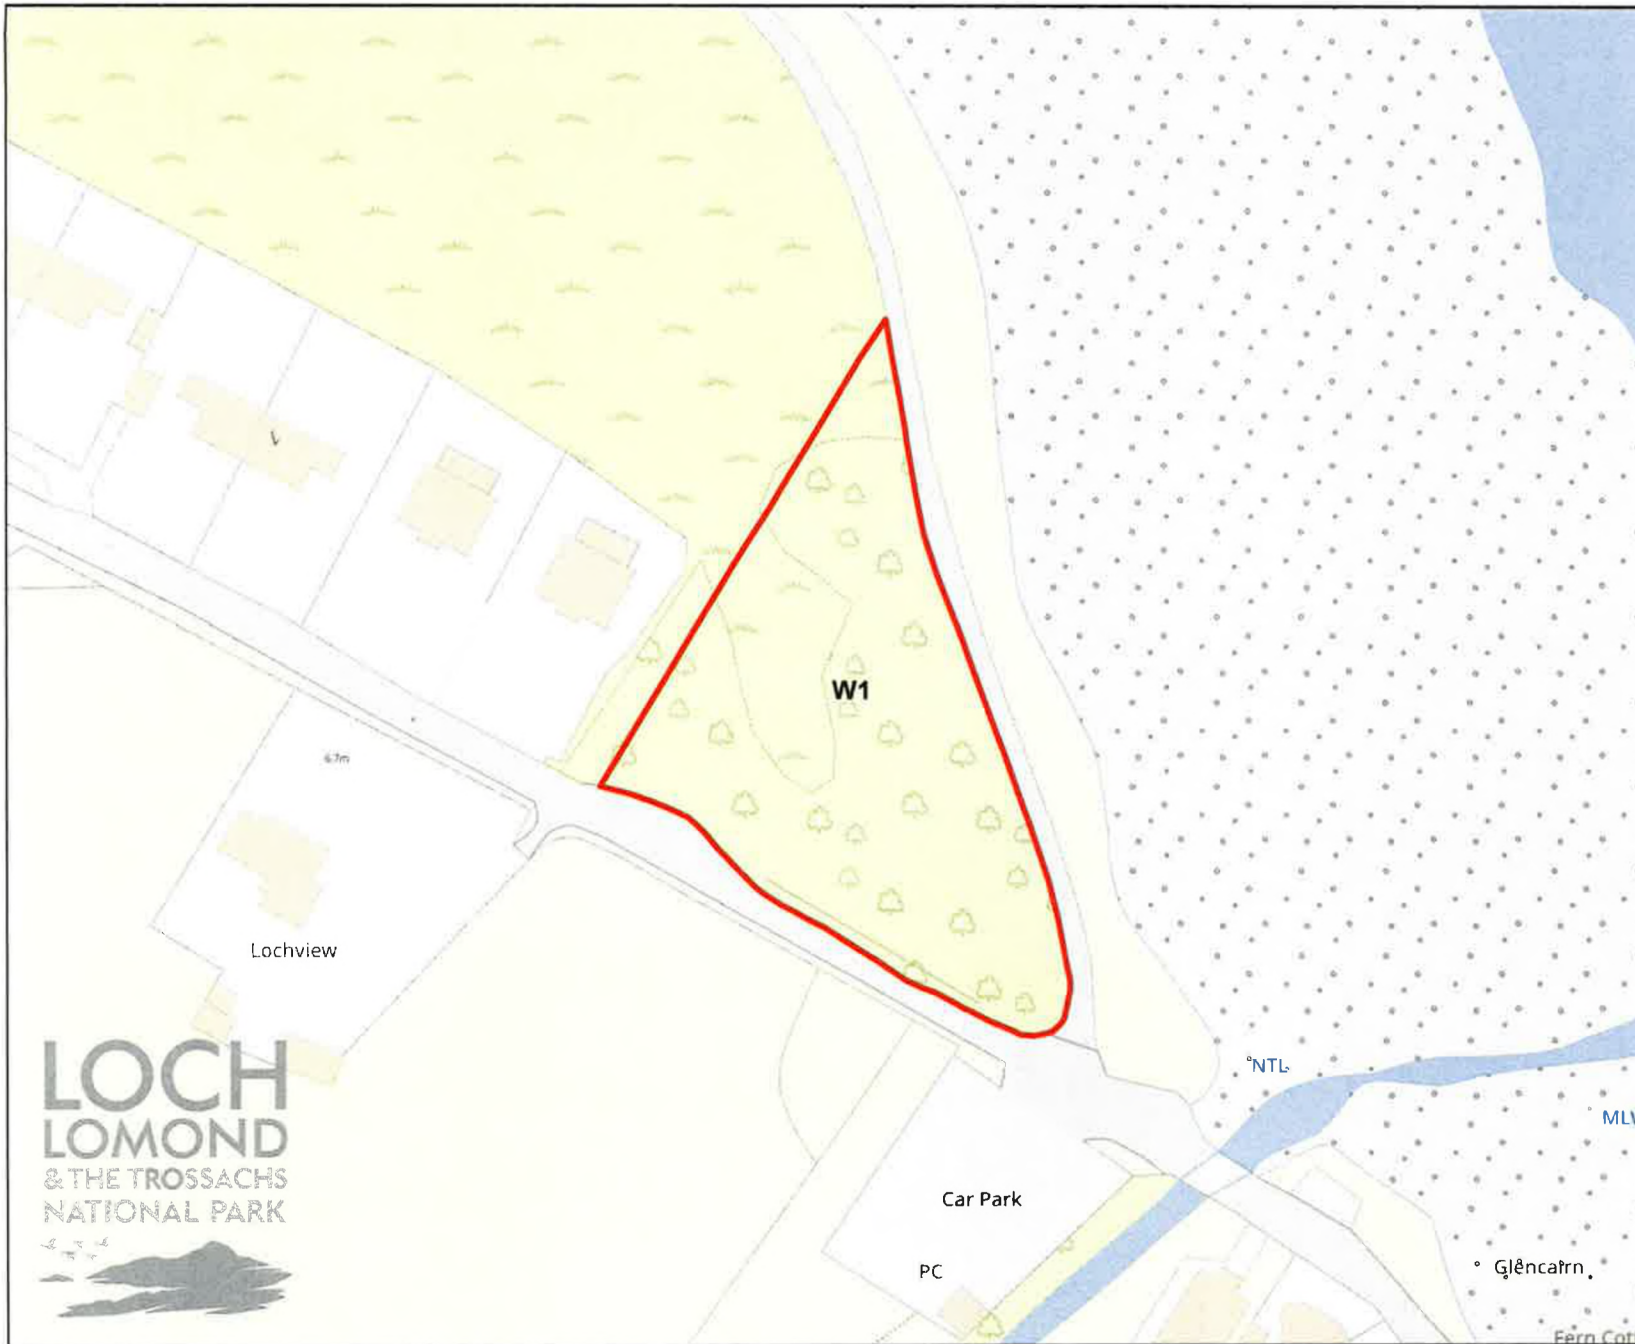 W1
6.7m
Lochview
LOCH
LOMOND
& THE TROSSACHS
NATIONAL PARK
NTL
MLW
Car Park
PC
Glencairn
Fern Cot